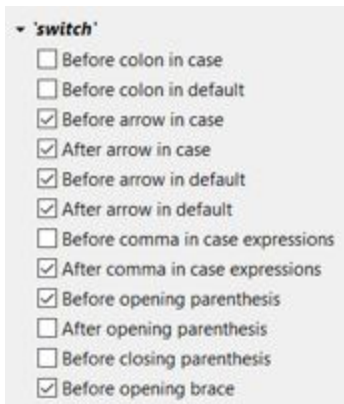 'switch'
Before colon in case
Before colon in default
Before arrow in case
After arrow in case
Before arrow in default
After arrow in default
Before comma in case expressions
After comma in case expressions
Before opening parenthesis
After opening parenthesis
Before closing parenthesis
Before opening brace